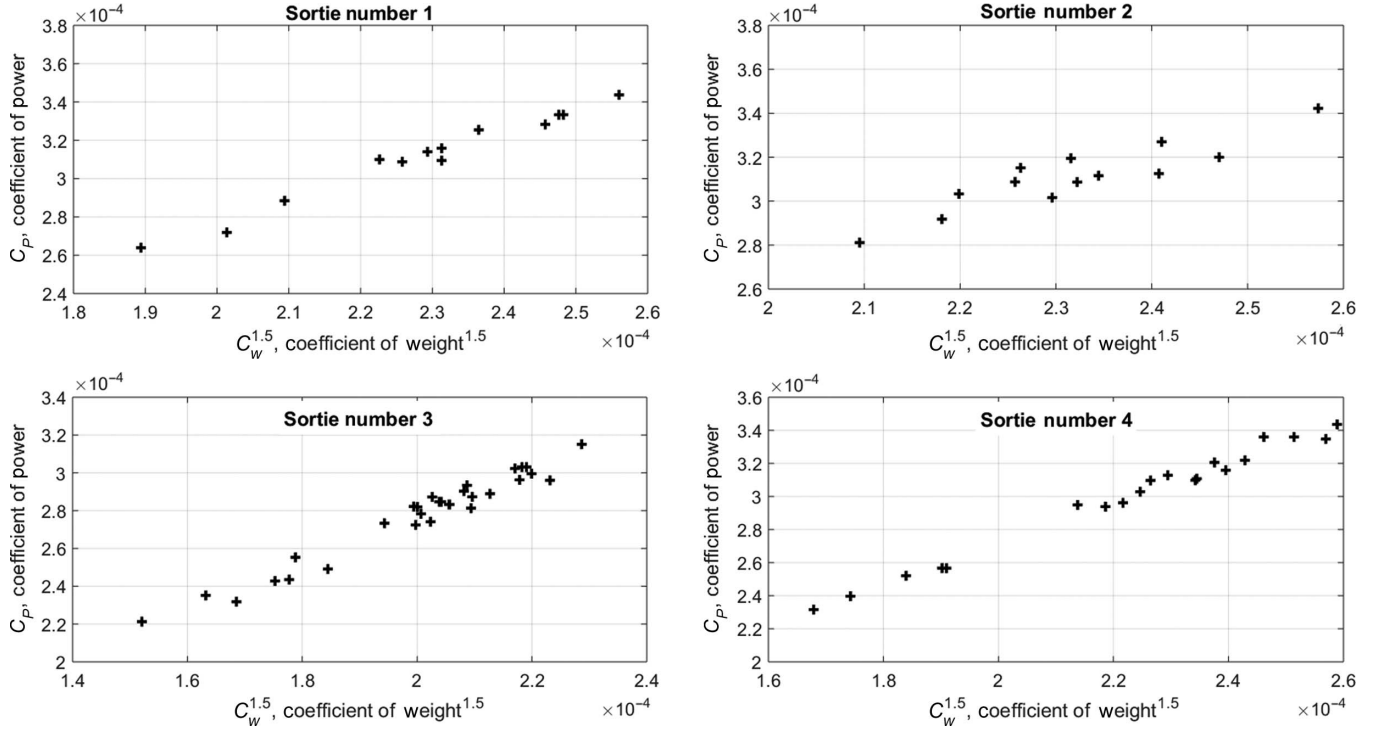 Sortie number 1
×10⁻⁴
3.8
3.6
3.4
3.2
3
2.8
2.6
2.4
C_P, coefficient of power
1.8 1.9 2 2.1 2.2 2.3 2.4 2.5 2.6
C_w^1.5, coefficient of weight^1.5
×10⁻⁴
Sortie number 2
×10⁻⁴
3.8
3.6
3.4
3.2
3
2.8
2.6
C_P, coefficient of power
2 2.1 2.2 2.3 2.4 2.5 2.6
C_w^1.5, coefficient of weight^1.5
×10⁻⁴
×10⁻⁴
Sortie number 3
3.4
3.2
3
2.8
2.6
2.4
2.2
2
C_P, coefficient of power
1.4 1.6 1.8 2 2.2 2.4
C_w^1.5, coefficient of weight^1.5
×10⁻⁴
×10⁻⁴
Sortie number 4
3.6
3.4
3.2
3
2.8
2.6
2.4
2.2
2
C_P, coefficient of power
1.6 1.8 2 2.2 2.4 2.6
C_w^1.5, coefficient of weight^1.5
×10⁻⁴